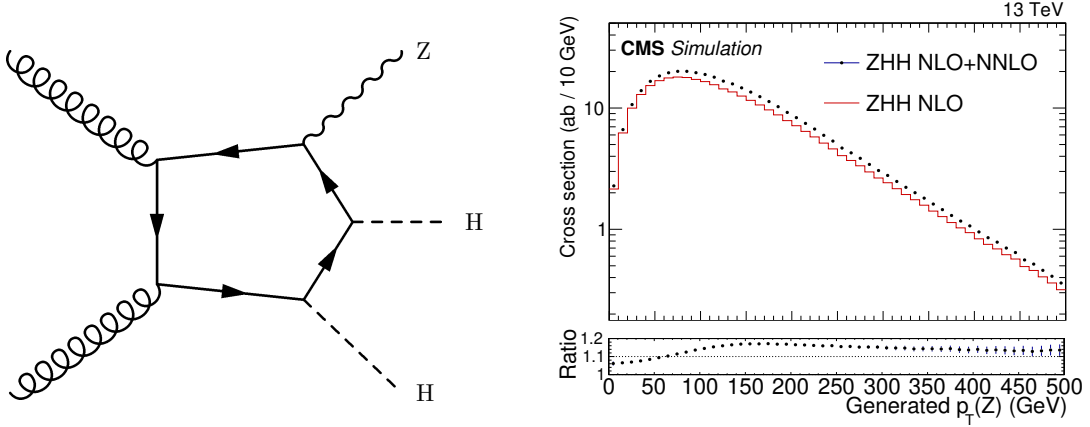 Z
H
H
13 TeV
CMS Simulation
ZHH NLO+NNLO
ZHH NLO
Cross section (ab / 10 GeV)
10
1
Ratio
1.2
1.1
1
0 50 100 150 200 250 300 350 400 450 500
Generated p_T(Z) (GeV)